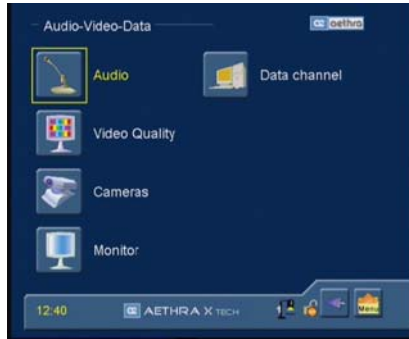 Audio-Video-Data
aethra
Audio
Data channel
Video Quality
Cameras
Monitor
12:40
AETHRA X TECH
Menu